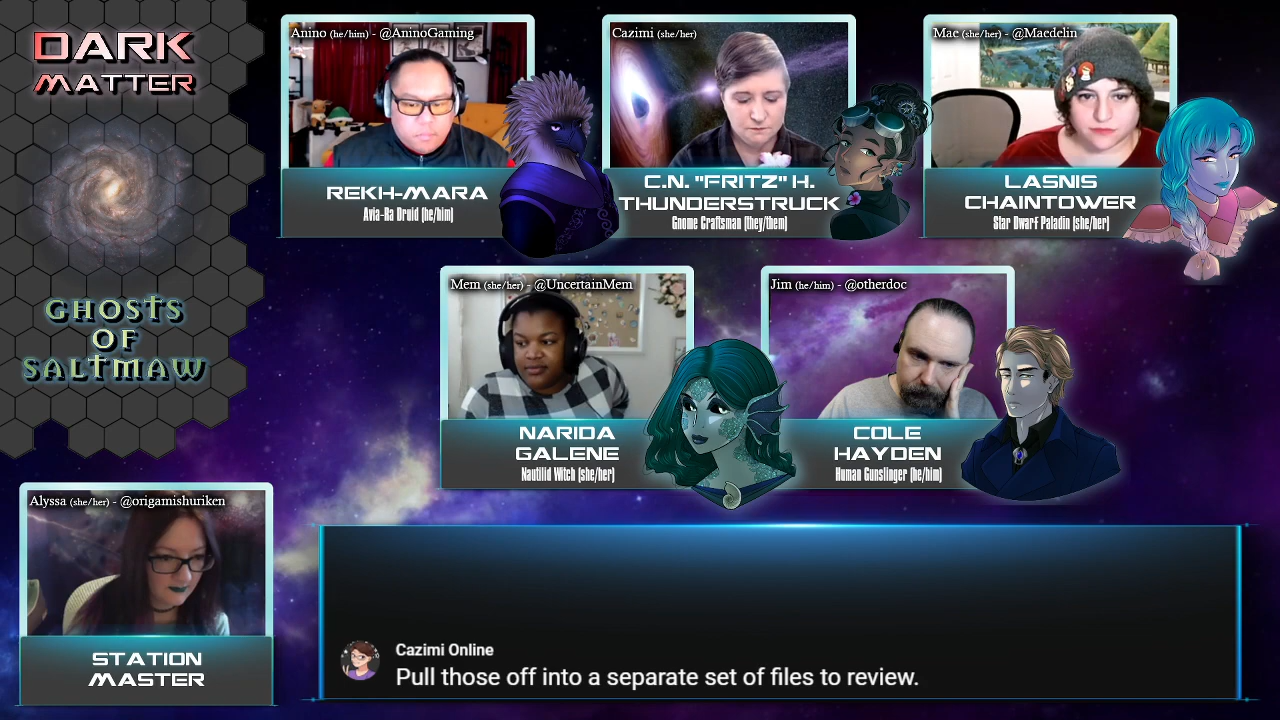 DARK
MATTER
GHOSTS
OF
SALTMAW
Anino (he/him) - @AninoGaming
REKH-MARA
Avia-Ra Druid (he/him)
Cazimi (she/her)
C.N. "FRITZ" H.
THUNDERSTRUCK
Gnome Craftsman (they/them)
Mac (she/her) - @Maedelin
LASNIS
CHAINTOWER
Star Dwarf Paladin (she/her)
Mem (she/her) - @UncertainMem
NARIDA
GALENE
Nautilid Witch (she/her)
Jim (he/him) - @otherdoc
COLE
HAYDEN
Human Gunslinger (he/him)
Alyssa (she/her) - @origamishuriken
STATION
MASTER
Cazimi Online
Pull those off into a separate set of files to review.